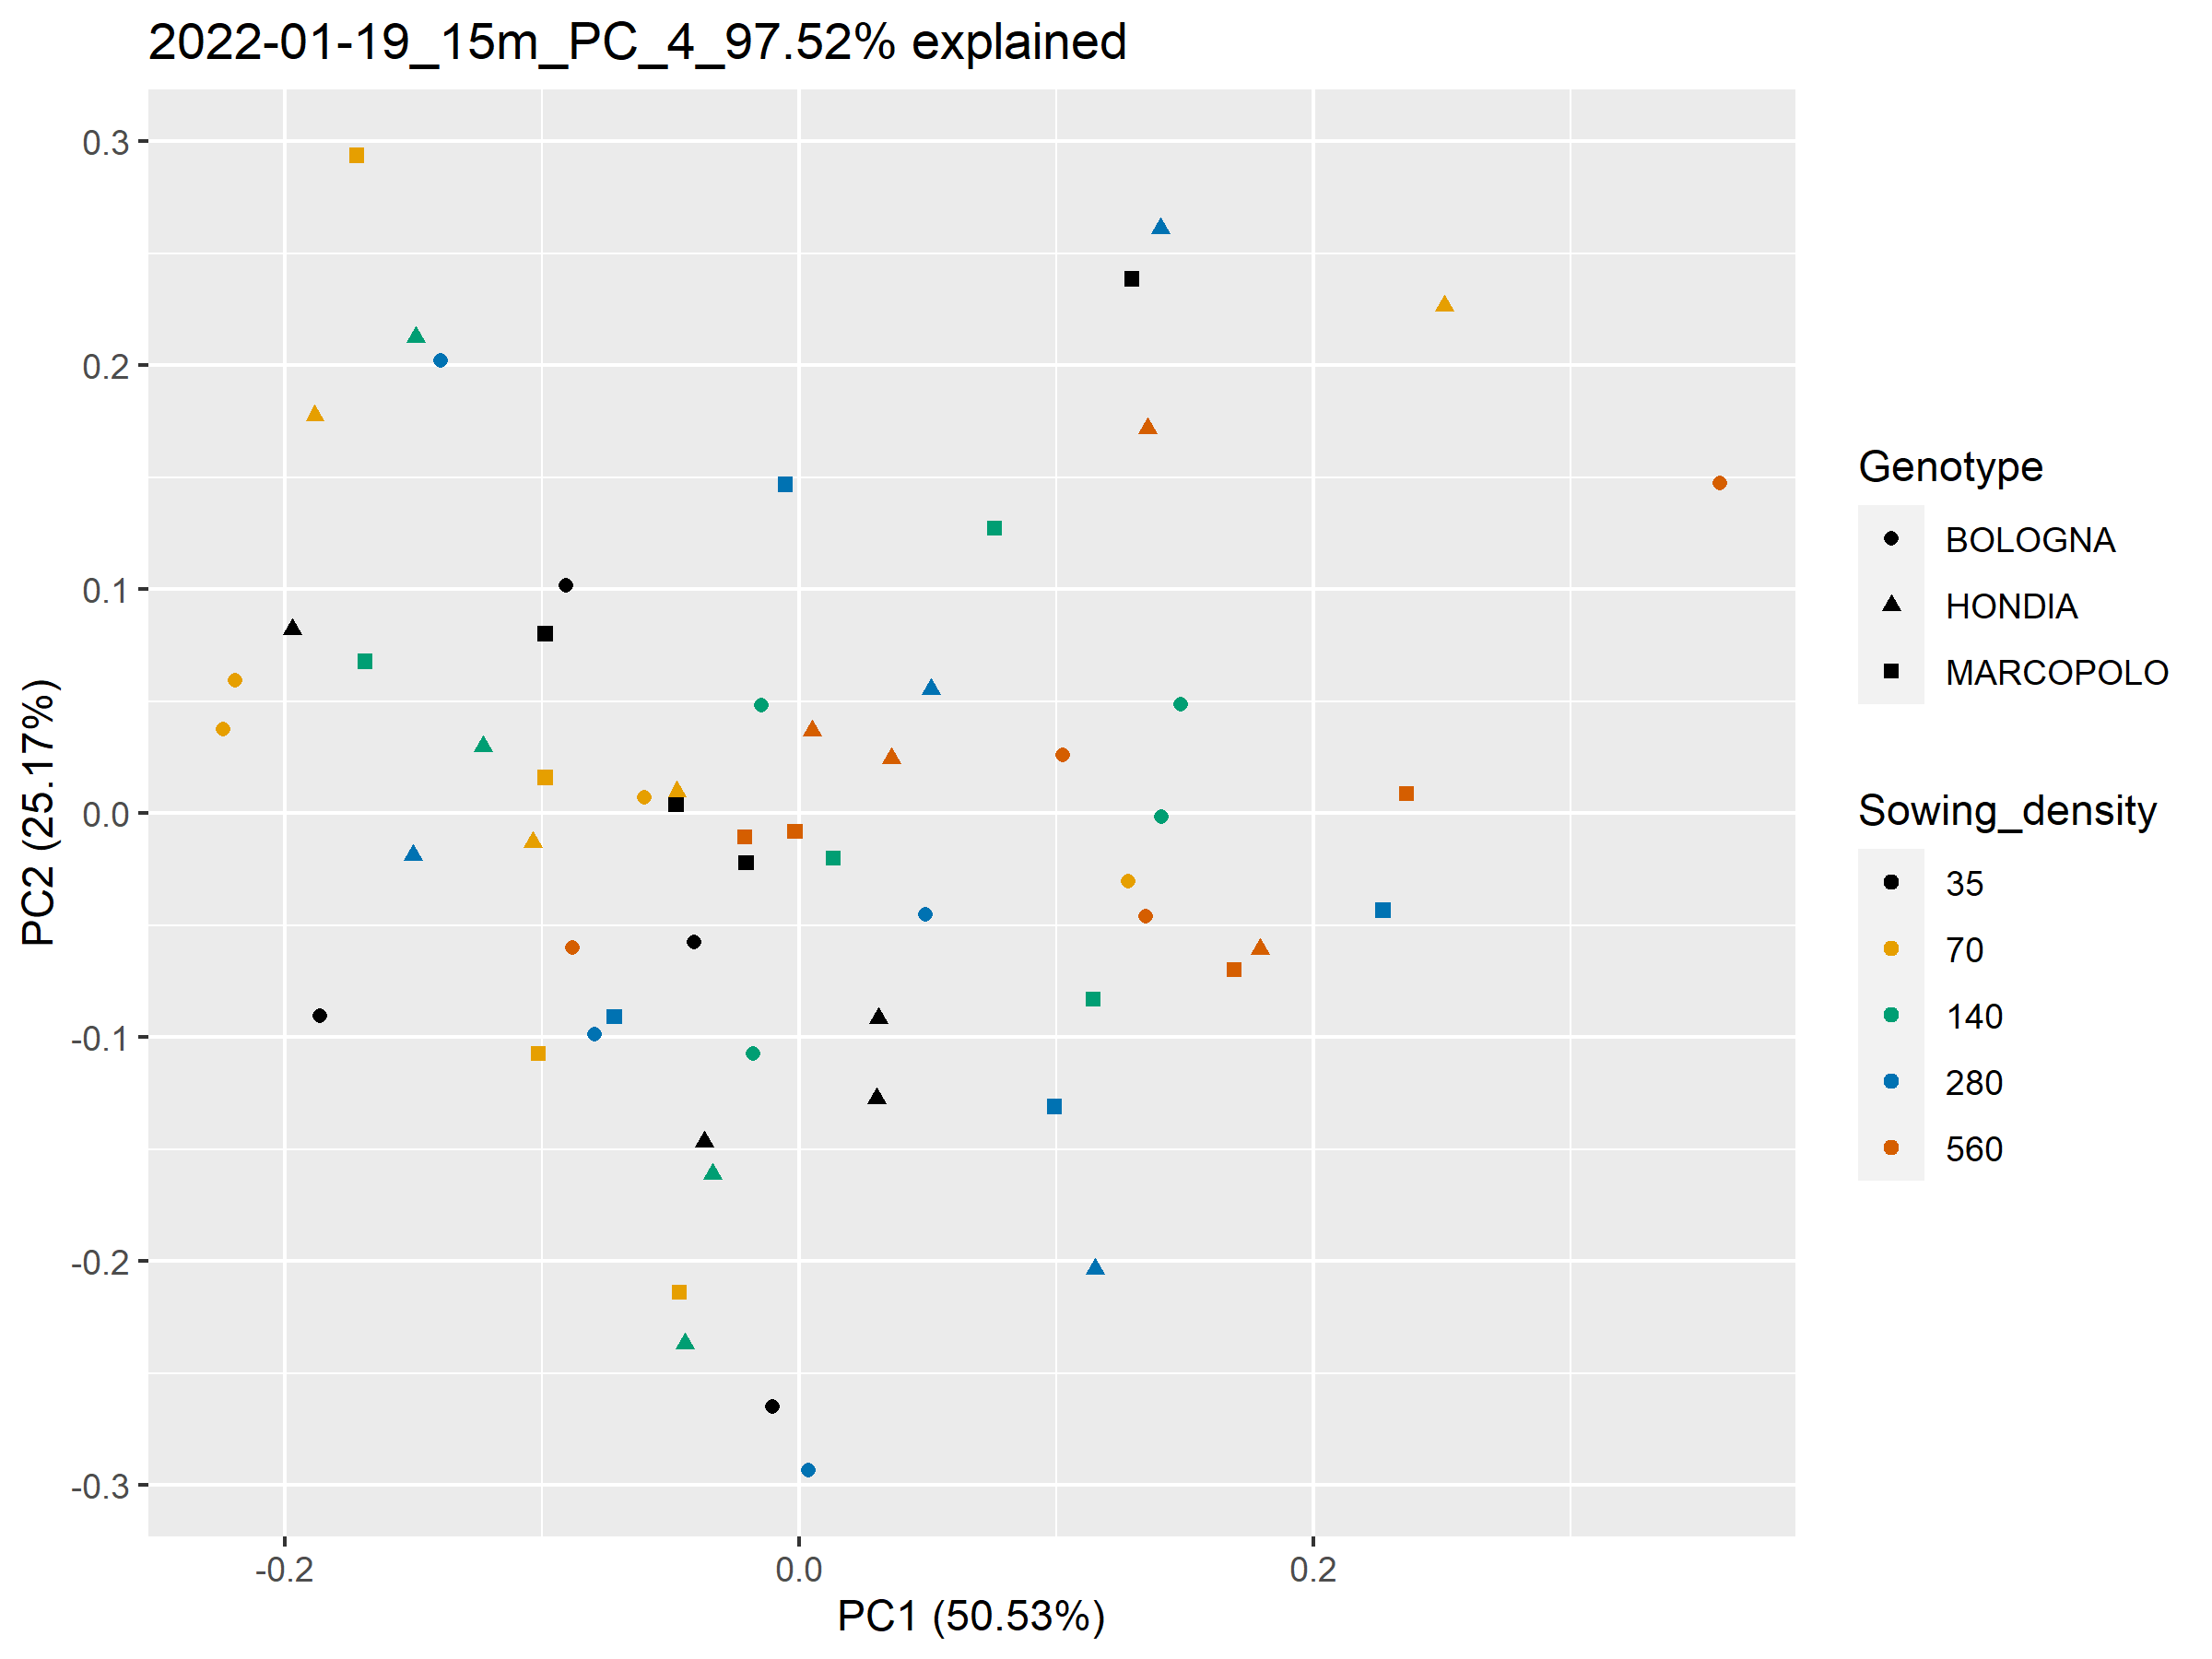 2022-01-19_15m_PC_4_97.52% explained
0.3
0.2
0.1
0.0
-0.1
-0.2
-0.3
PC2 (25.17%)
-0.2
0.0
0.2
PC1 (50.53%)
Genotype
BOLOGNA
HONDIA
MARCOPOLO
Sowing_density
35
70
140
280
560